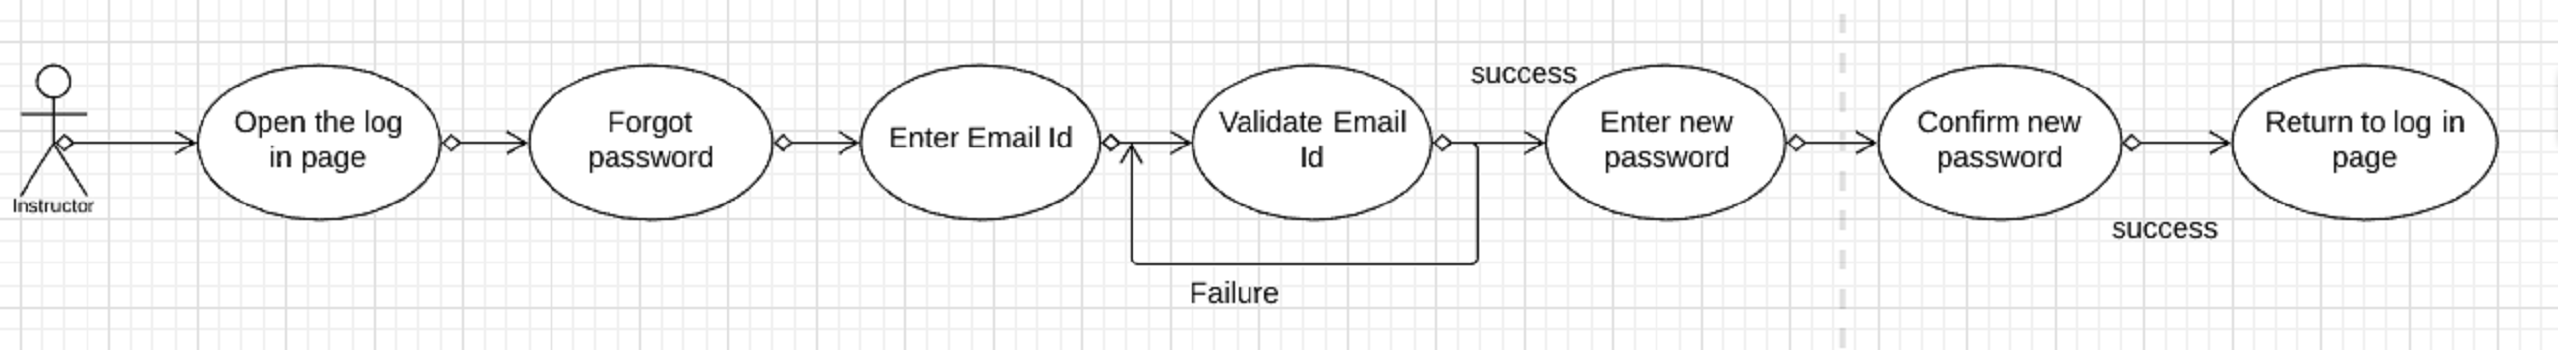 Instructor
Open the log
in page
Forgot
password
Enter Email Id
Validate Email
Id
success
Failure
Enter new
password
Confirm new
password
success
Return to log in
page